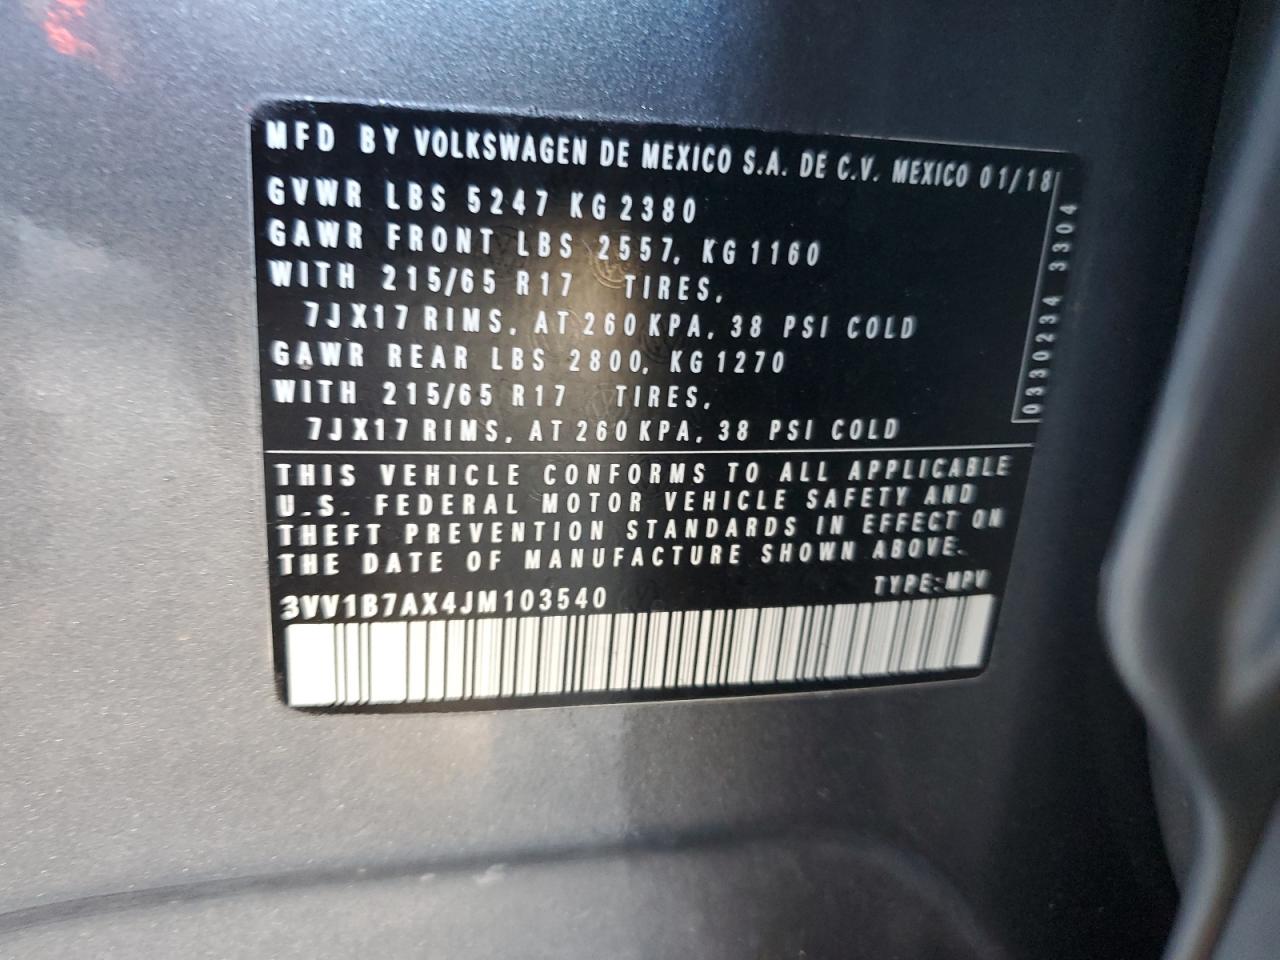 MFD BY VOLKSWAGEN DE MEXICO S.A. DE C.V. MEXICO 01/18
GVWR LBS 5247 KG 2380
GAWR FRONT LBS 2557, KG 1160
WITH 215/65 R17 TIRES,
7JX17 RIMS, AT 260 KPA, 38 PSI COLD
GAWR REAR LBS 2800, KG 1270
WITH 215/65 R17 TIRES,
7JX17 RIMS, AT 260 KPA, 38 PSI COLD
0330234 3304
THIS VEHICLE CONFORMS TO ALL APPLICABLE
U.S. FEDERAL MOTOR VEHICLE SAFETY AND
THEFT PREVENTION STANDARDS IN EFFECT ON
THE DATE OF MANUFACTURE SHOWN ABOVE.
TYPE: MPV
3VV1B7AX4JM103540